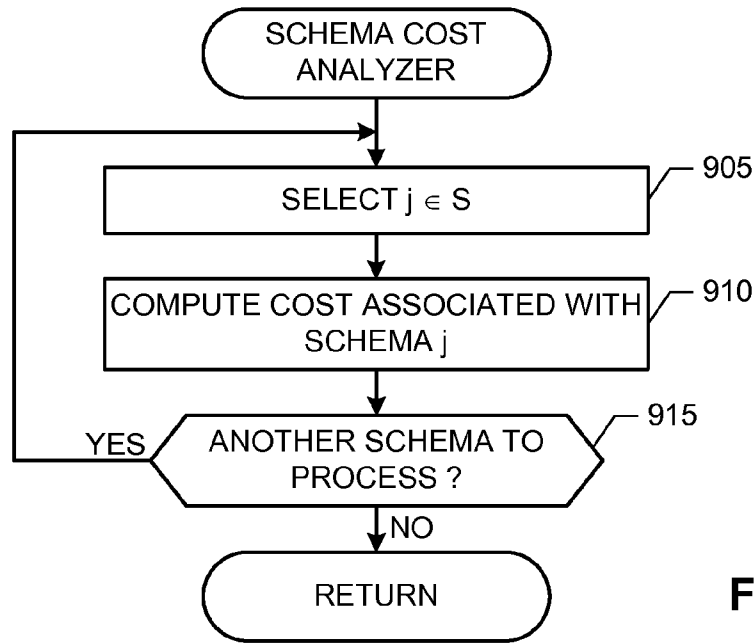 SCHEMA COST
ANALYZER
905
SELECT j ∈ S
910
COMPUTE COST ASSOCIATED WITH
SCHEMA j
915
YES
ANOTHER SCHEMA TO
PROCESS ?
NO
RETURN
F